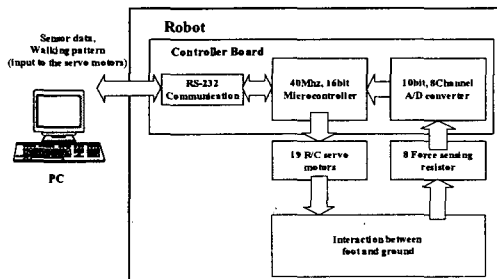 Robot
Sensor data,
Walking pattern
(input to the servo motors)
Controller Board
RS-232
Communication
40Mhz, 16bit
Microcontroller
10bit, 8Channel
A/D converter
PC
19 R/C servo
motors
8 Force sensing
resistor
Interaction between
foot and ground